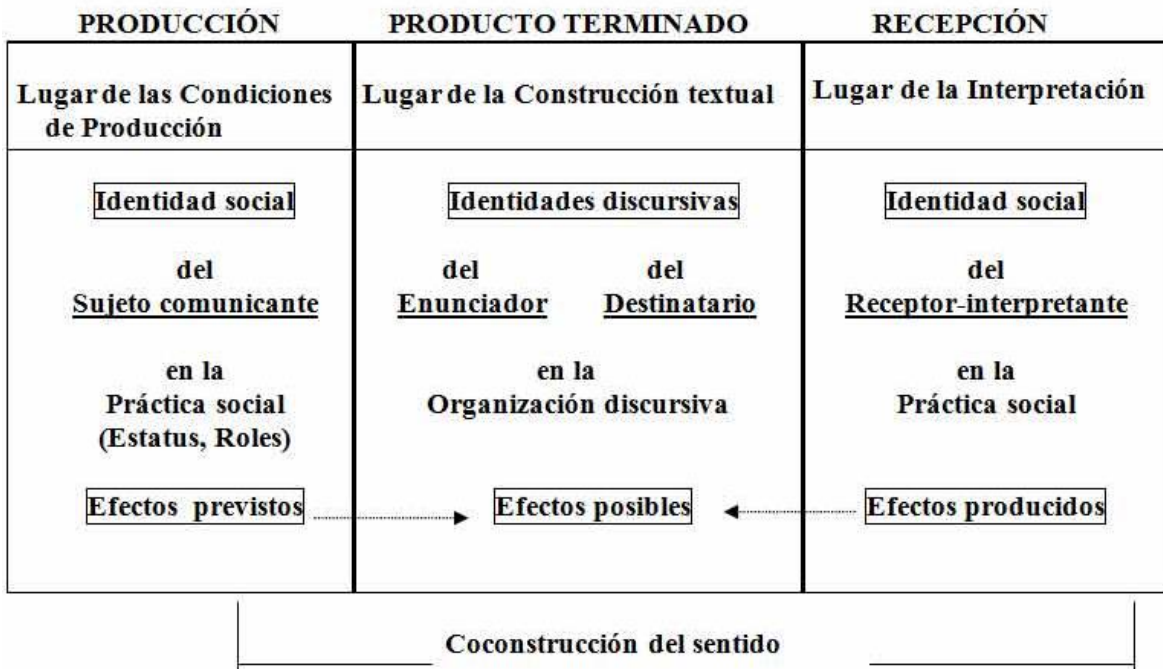 PRODUCCIÓN
PRODUCTO TERMINADO
RECEPCIÓN
Lugar de las Condiciones
de Producción
Lugar de la Construcción textual
Lugar de la Interpretación
Identidad social
del
Sujeto comunicante
en la
Práctica social
(Estatus, Roles)
Efectos previstos
Identidades discursivas
del del
Enunciador Destinatario
en la
Organización discursiva
Efectos posibles
Identidad social
del
Receptor-interpretante
en la
Práctica social
Efectos producidos
Coconstrucción del sentido